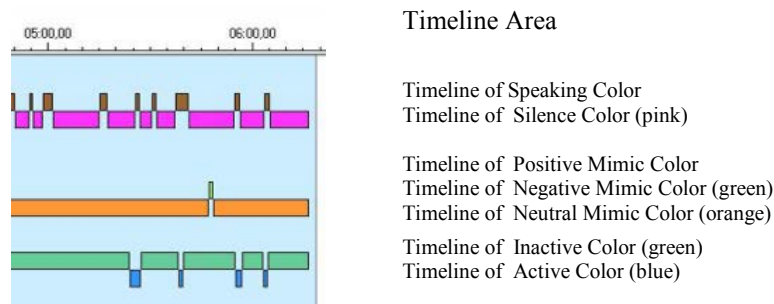 05:00,00 06:00,00
Timeline Area
Timeline of Speaking Color
Timeline of Silence Color (pink)
Timeline of Positive Mimic Color
Timeline of Negative Mimic Color (green)
Timeline of Neutral Mimic Color (orange)
Timeline of Inactive Color (green)
Timeline of Active Color (blue)